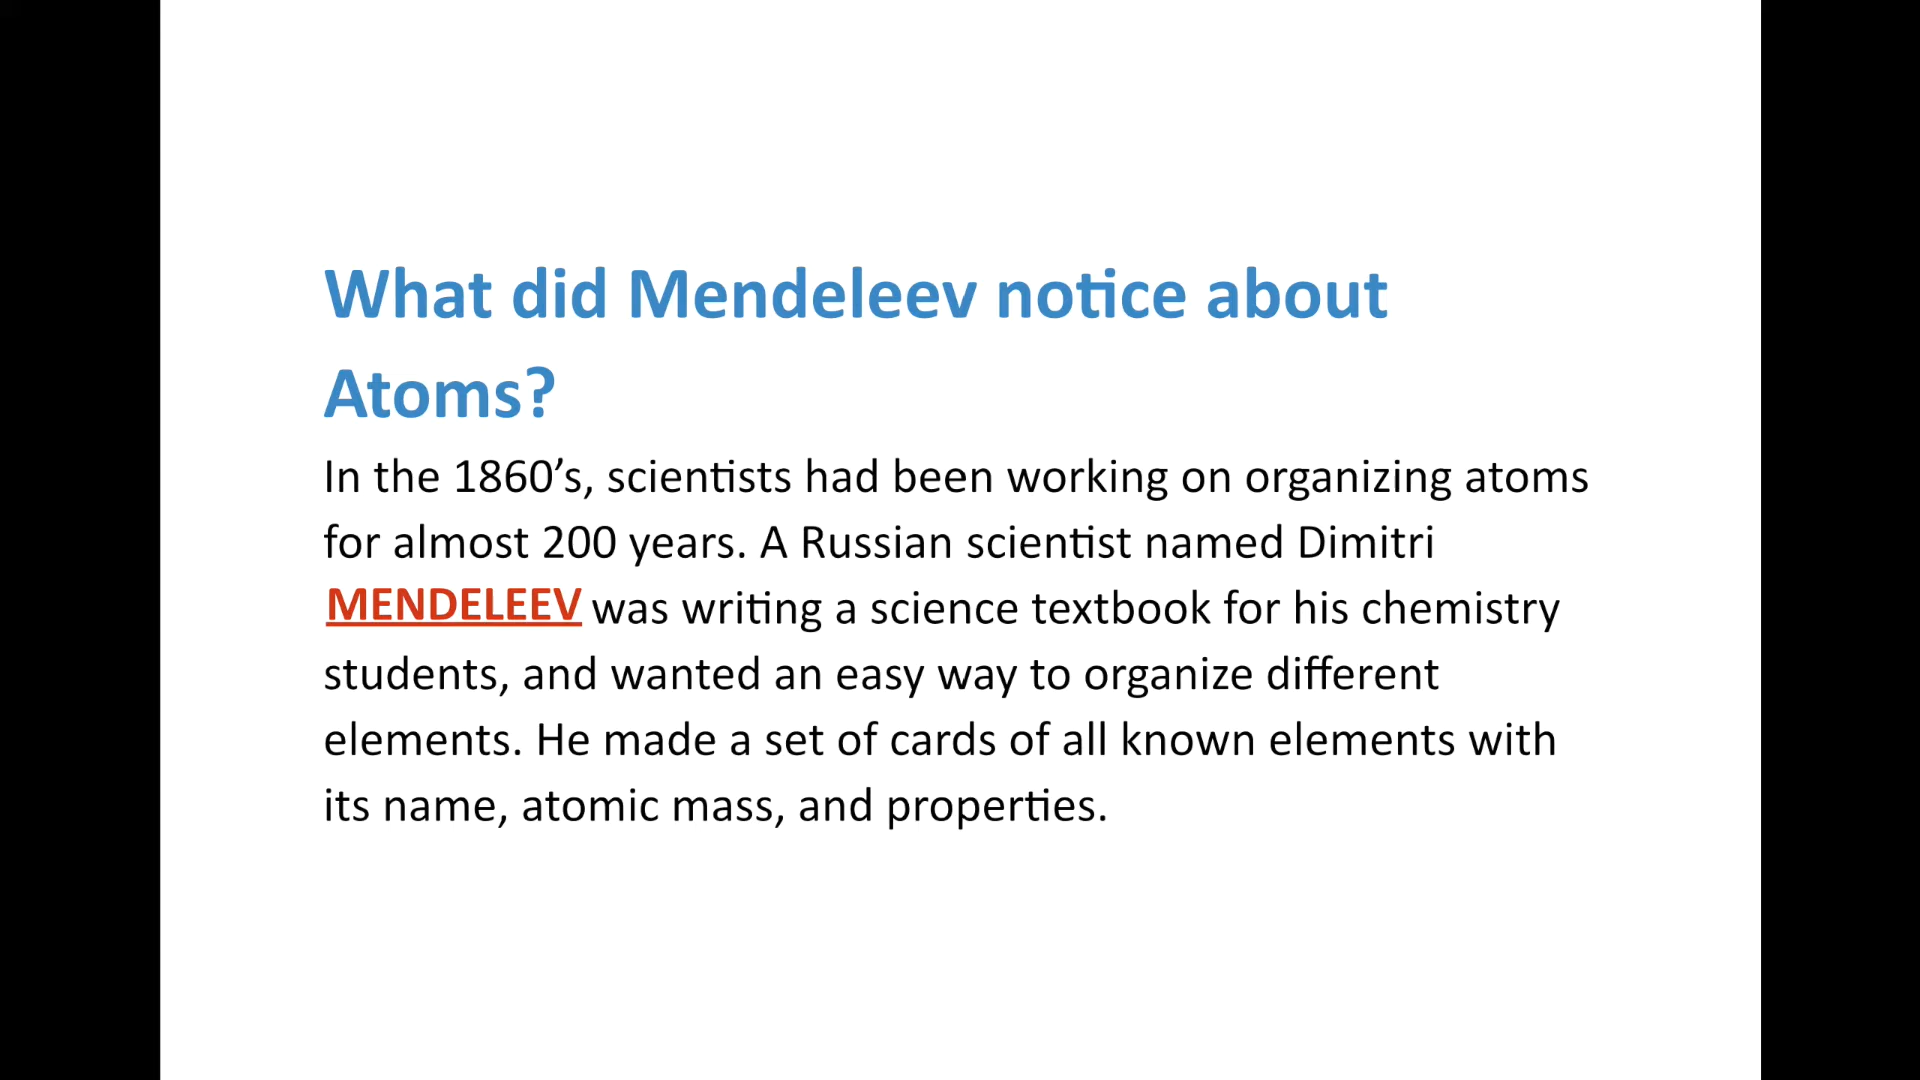 What did Mendeleev notice about
Atoms?
In the 1860’s, scientists had been working on organizing atoms
for almost 200 years. A Russian scientist named Dimitri
MENDELEEV was writing a science textbook for his chemistry
students, and wanted an easy way to organize different
elements. He made a set of cards of all known elements with
its name, atomic mass, and properties.